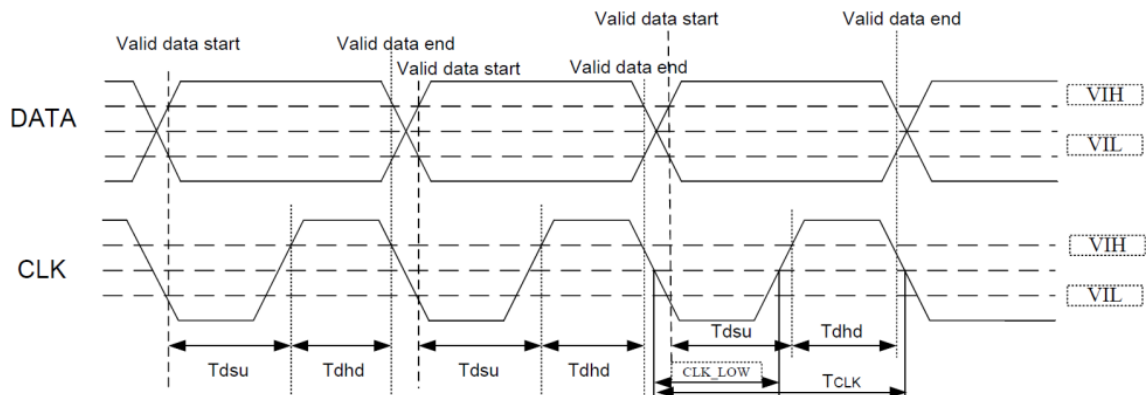 Valid data start
Valid data end
Valid data start
Valid data end
Valid data start
Valid data end
DATA
VIH
VIL
CLK
VIH
VIL
Tdsu
Tdhd
Tdsu
Tdhd
Tdsu
Tdhd
CLK_LOW
TCLK